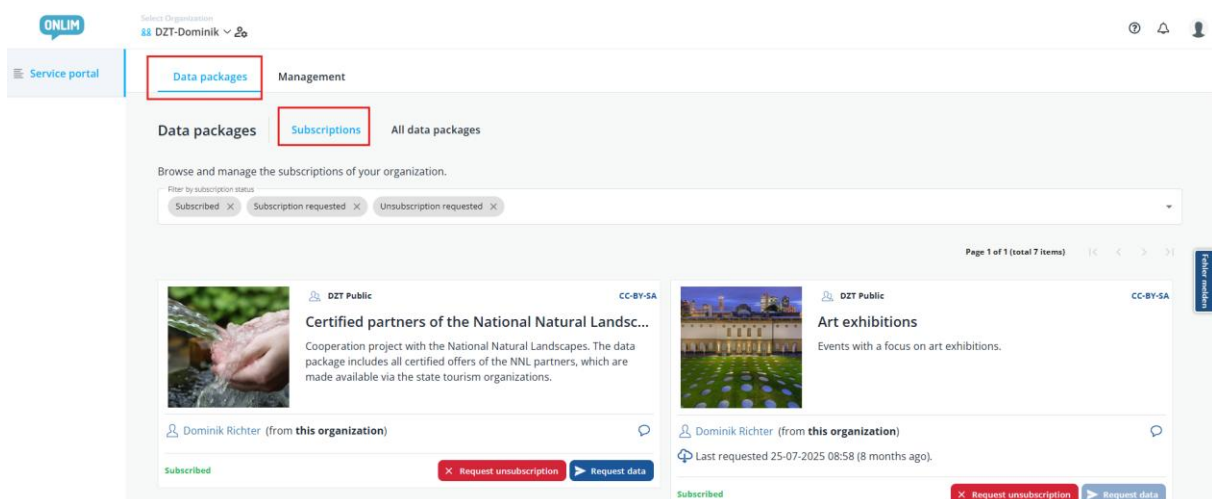 ONLIM
Select Organization
DZT-Dominik
Service portal
Data packages
Management
Data packages
Subscriptions
All data packages
Browse and manage the subscriptions of your organization.
Filter by subscription status
Subscribed
Subscription requested
Unsubscription requested
Page 1 of 1 (total 7 items)
Fehler melden
DZT Public
CC-BY-SA
Certified partners of the National Natural Landsc...
Cooperation project with the National Natural Landscapes. The data
package includes all certified offers of the NNL partners, which are
made available via the state tourism organizations.
Dominik Richter (from this organization)
Subscribed
Request unsubscription
Request data
DZT Public
CC-BY-SA
Art exhibitions
Events with a focus on art exhibitions.
Dominik Richter (from this organization)
Last requested 25-07-2025 08:58 (8 months ago).
Subscribed
Request unsubscription
Request data